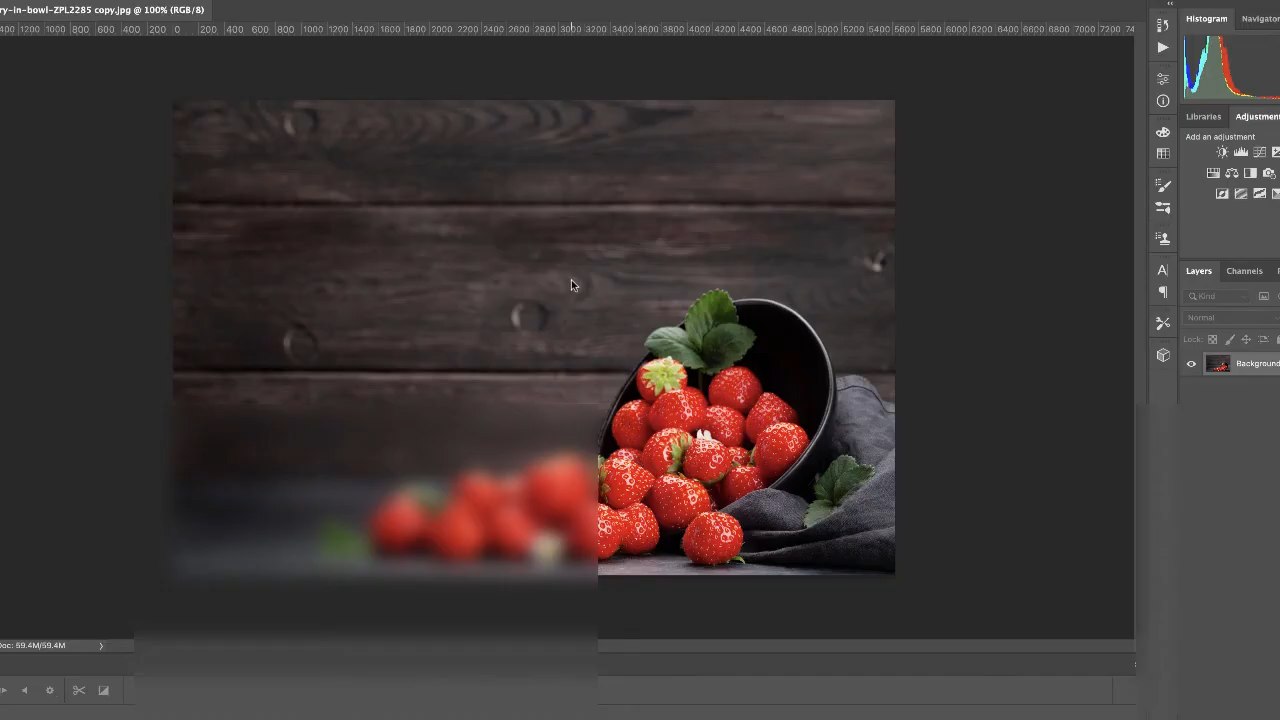 ry-in-bowl-ZPL2285 copy.jpg @ 100% (RGB/8)
400 1200 1000 800 600 400 200 0 200 400 600 800 1000 1200 1400 1600 1800 2000 2200 2400 2600 2800 3000 3200 3400 3600 3800 4000 4200 4400 4600 4800 5000 5200 5400 5600 5800 6000 6200 6400 6600 6800 7000 7200 74
Histogram Navigator
Libraries Adjustment
Add an adjustment
Layers Channels
Kind
Normal
Lock:
Background
Doc: 59.4M/59.4M